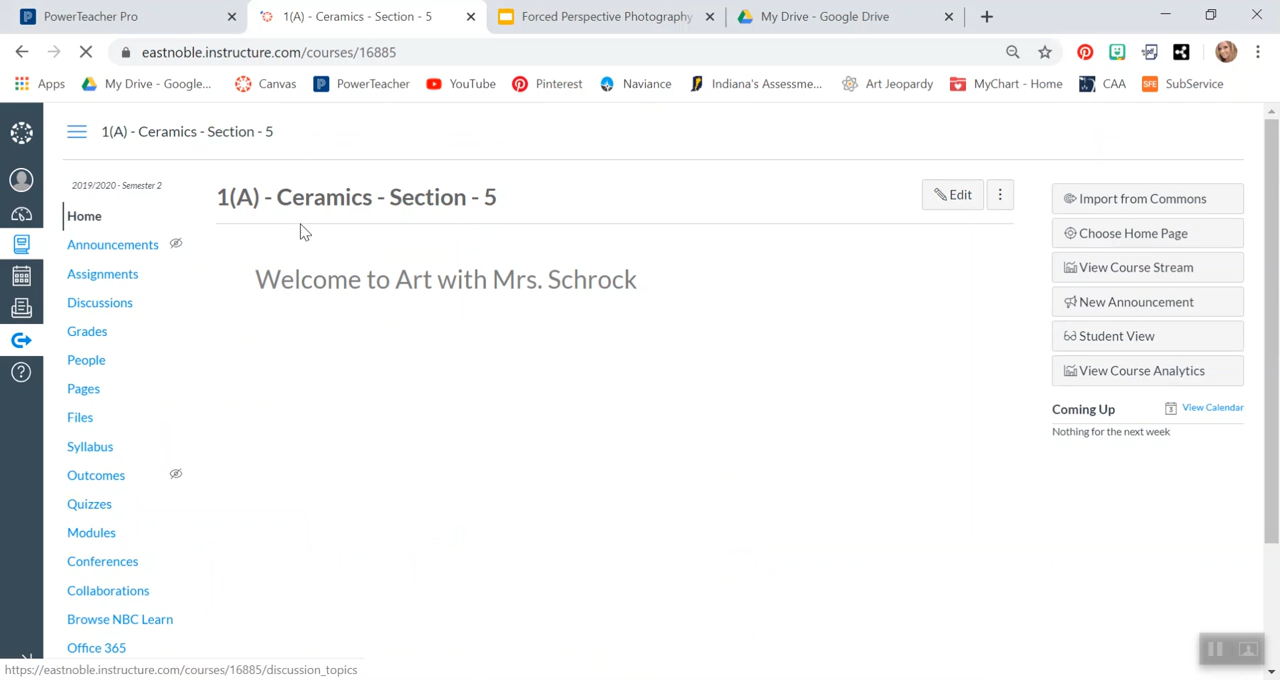 PowerTeacher Pro
1(A) - Ceramics - Section - 5
Forced Perspective Photography
My Drive - Google Drive
eastnoble.instructure.com/courses/16885
Apps
My Drive - Google...
Canvas
PowerTeacher
YouTube
Pinterest
Naviance
Indiana's Assessme...
Art Jeopardy
MyChart - Home
CAA
SFE
SubService
1(A) - Ceramics - Section - 5
2019/2020 - Semester 2
Home
Announcements
Assignments
Discussions
Grades
People
Pages
Files
Syllabus
Outcomes
Quizzes
Modules
Conferences
Collaborations
Browse NBC Learn
Office 365
1(A) - Ceramics - Section - 5
Edit
Welcome to Art with Mrs. Schrock
Import from Commons
Choose Home Page
View Course Stream
New Announcement
Student View
View Course Analytics
Coming Up
3
View Calendar
Nothing for the next week
https://eastnoble.instructure.com/courses/16885/discussion_topics